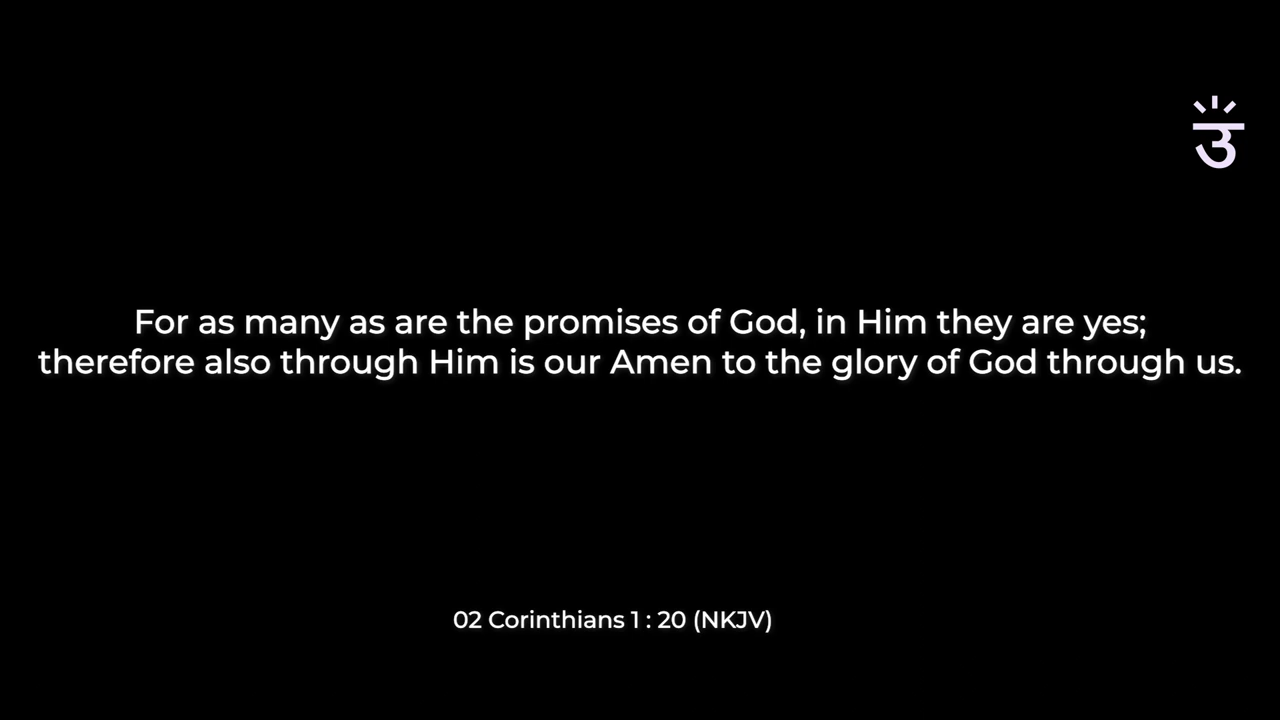 उ
For as many as are the promises of God, in Him they are yes;
therefore also through Him is our Amen to the glory of God through us.
02 Corinthians 1 : 20 (NKJV)